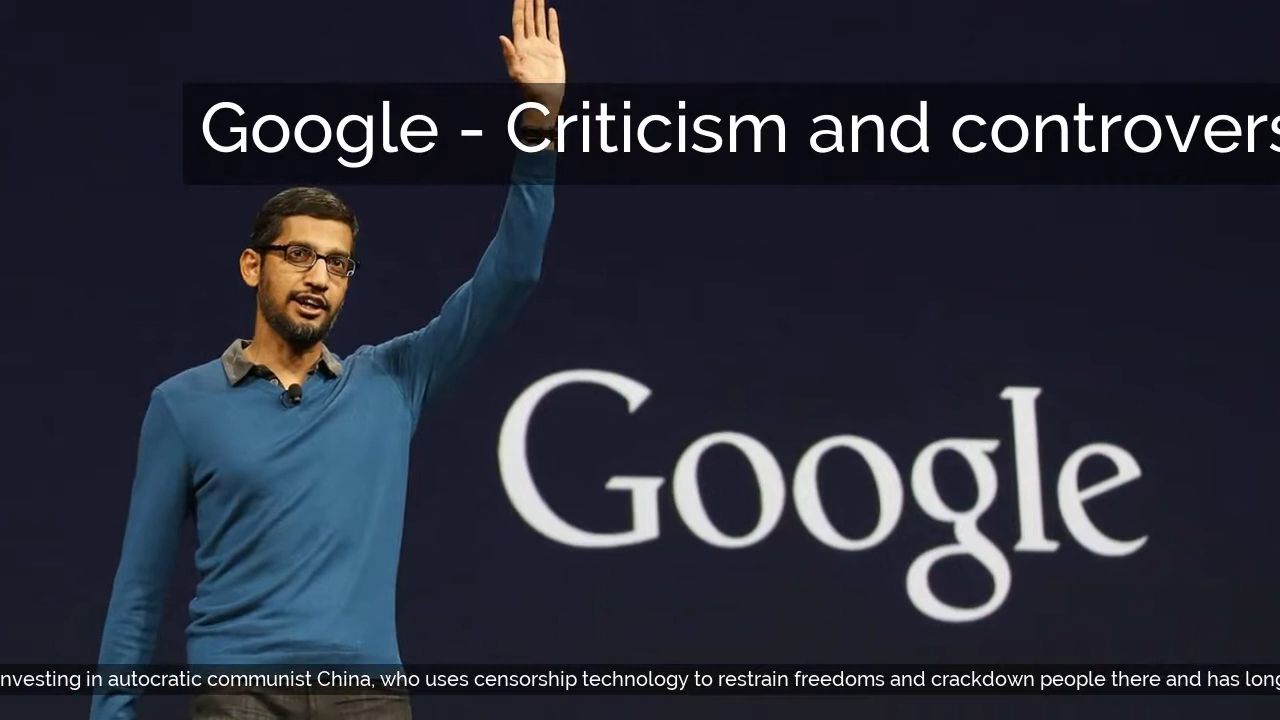 Google - Criticism and controvers
Google
nvesting in autocratic communist China, who uses censorship technology to restrain freedoms and crackdown people there and has long